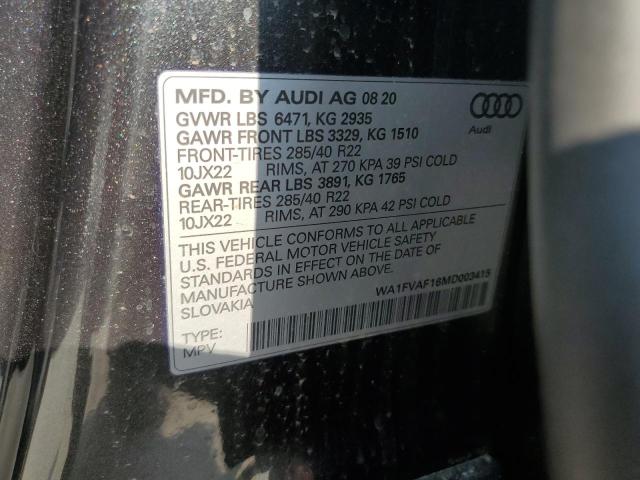 MFD. BY AUDI AG 08 20
GVWR LBS 6471, KG 2935
GAWR FRONT LBS 3329, KG 1510
FRONT-TIRES 285/40 R22
10JX22 RIMS, AT 270 KPA 39 PSI COLD
GAWR REAR LBS 3891, KG 1765
REAR-TIRES 285/40 R22
10JX22 RIMS, AT 290 KPA 42 PSI COLD
Audi
THIS VEHICLE CONFORMS TO ALL APPLICABLE
U.S. FEDERAL MOTOR VEHICLE SAFETY
STANDARDS IN EFFECT ON THE DATE OF
MANUFACTURE SHOWN ABOVE.
SLOVAKIA
WA1FVAF16MD003415
TYPE:
MPV